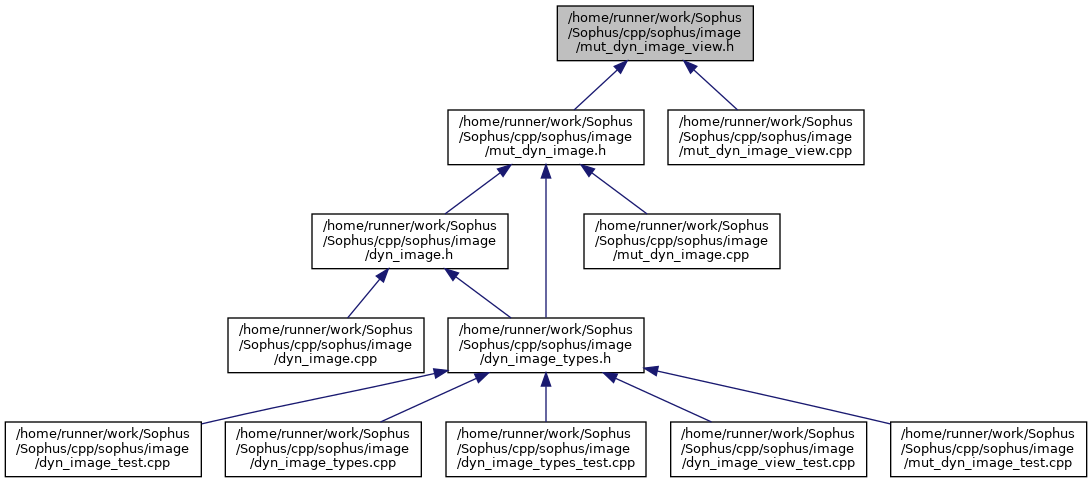 /home/runner/work/Sophus
/Sophus/cpp/sophus/image
/mut_dyn_image_view.h
/home/runner/work/Sophus
/Sophus/cpp/sophus/image
/mut_dyn_image.h
/home/runner/work/Sophus
/Sophus/cpp/sophus/image
/mut_dyn_image_view.cpp
/home/runner/work/Sophus
/Sophus/cpp/sophus/image
/dyn_image.h
/home/runner/work/Sophus
/Sophus/cpp/sophus/image
/mut_dyn_image.cpp
/home/runner/work/Sophus
/Sophus/cpp/sophus/image
/dyn_image.cpp
/home/runner/work/Sophus
/Sophus/cpp/sophus/image
/dyn_image_types.h
/home/runner/work/Sophus
/Sophus/cpp/sophus/image
/dyn_image_test.cpp
/home/runner/work/Sophus
/Sophus/cpp/sophus/image
/dyn_image_types.cpp
/home/runner/work/Sophus
/Sophus/cpp/sophus/image
/dyn_image_types_test.cpp
/home/runner/work/Sophus
/Sophus/cpp/sophus/image
/dyn_image_view_test.cpp
/home/runner/work/Sophus
/Sophus/cpp/sophus/image
/mut_dyn_image_test.cpp